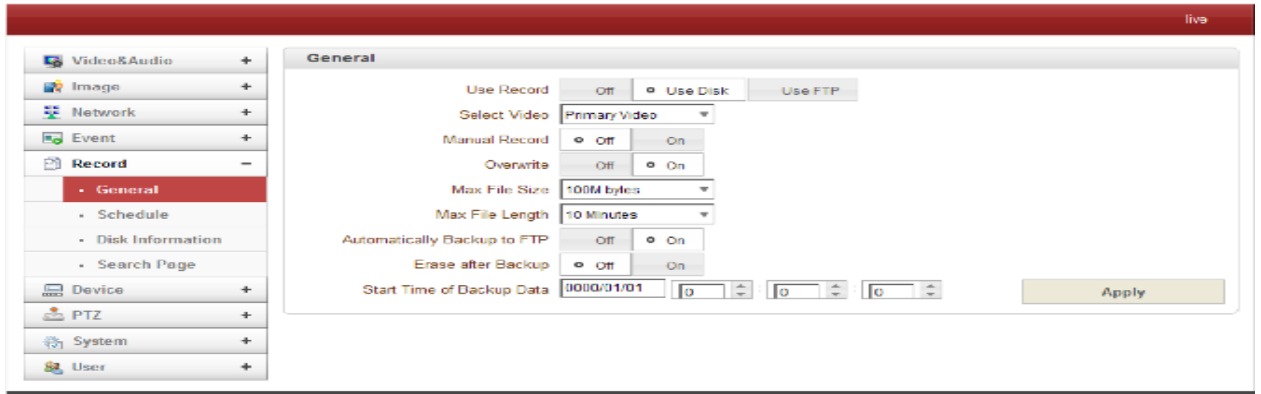 live
Video&Audio +
Image +
Network +
Event +
Record −
General
Schedule
Disk Information
Search Page
Device +
PTZ +
System +
User +
General
Use Record Off Use Disk Use FTP
Select Video Primary Video
Manual Record Off On
Overwrite Off On
Max File Size 100M bytes
Max File Length 10 Minutes
Automatically Backup to FTP Off On
Erase after Backup Off On
Start Time of Backup Data 0000/01/01 0 : 0 : 0
Apply